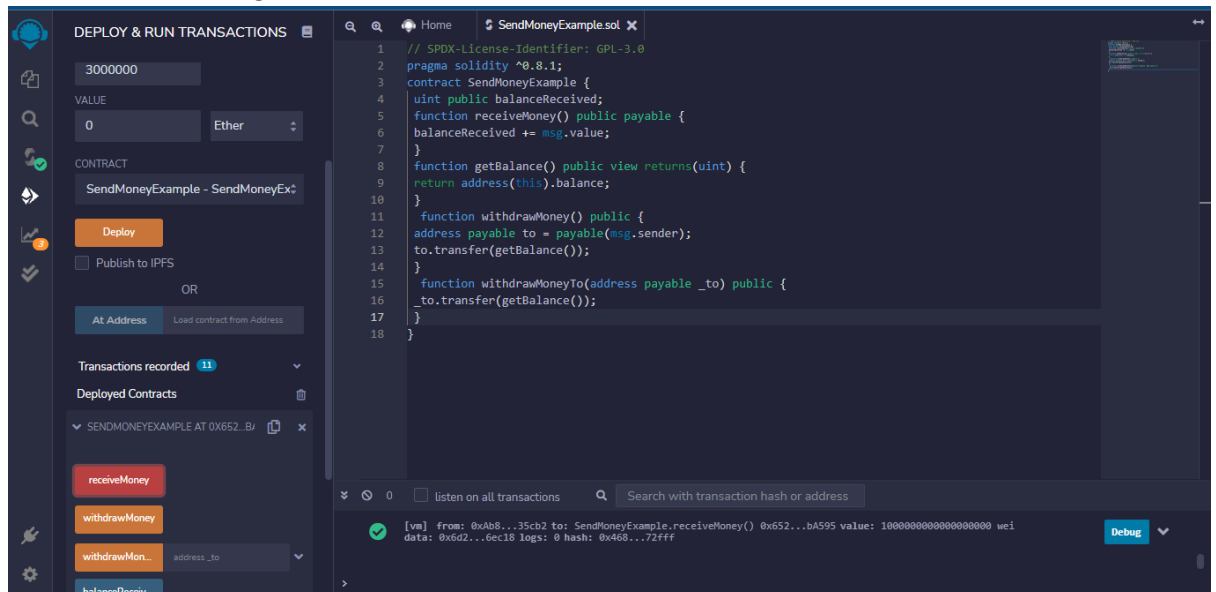 DEPLOY & RUN TRANSACTIONS
3000000
VALUE
0
Ether
CONTRACT
SendMoneyExample - SendMoneyEx
Deploy
Publish to IPFS
OR
At Address
Load contract from Address
Transactions recorded 11
Deployed Contracts
SENDMONEYEXAMPLE AT 0X652...B
receiveMoney
withdrawMoney
withdrawMon...
address _to
balanceReceiv
3
Home
SendMoneyExample.sol
1 // SPDX-License-Identifier: GPL-3.0
2 pragma solidity ^0.8.1;
3 contract SendMoneyExample {
4 uint public balanceReceived;
5 function receiveMoney() public payable {
6 balanceReceived += msg.value;
7 }
8 function getBalance() public view returns(uint) {
9 return address(this).balance;
10 }
11 function withdrawMoney() public {
12 address payable to = payable(msg.sender);
13 to.transfer(getBalance());
14 }
15 function withdrawMoneyTo(address payable _to) public {
16 _to.transfer(getBalance());
17 }
18 }
0
listen on all transactions
Search with transaction hash or address
[vm] from: 0xAb8...35cb2 to: SendMoneyExample.receiveMoney() 0x652...bA595 value: 1000000000000000000 wei
data: 0x6d2...6ec18 logs: 0 hash: 0x468...72fff
Debug
>